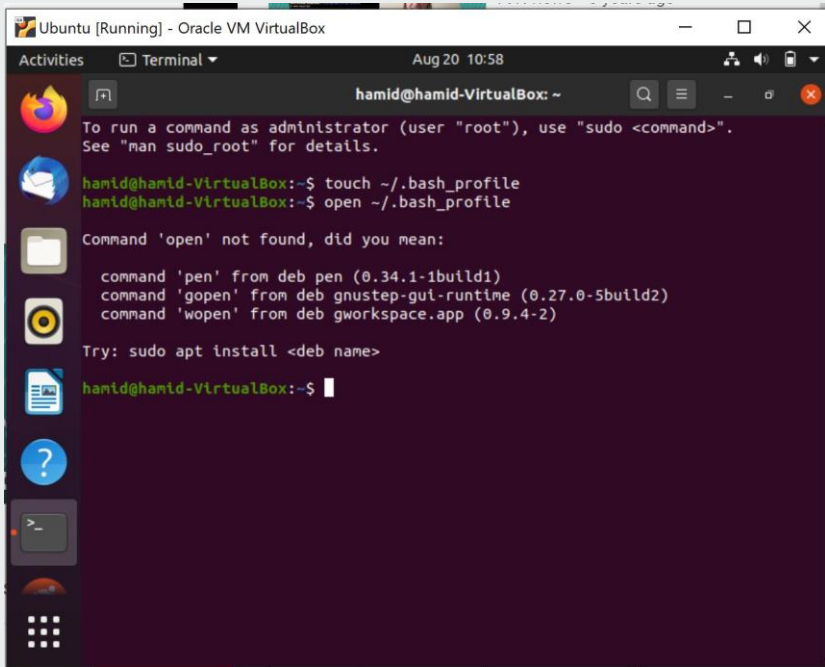 Ubuntu [Running] - Oracle VM VirtualBox
Activities Terminal Aug 20 10:58
hamid@hamid-VirtualBox: ~
To run a command as administrator (user "root"), use "sudo <command>".
See "man sudo_root" for details.
hamid@hamid-VirtualBox:~$ touch ~/.bash_profile
hamid@hamid-VirtualBox:~$ open ~/.bash_profile
Command 'open' not found, did you mean:
command 'pen' from deb pen (0.34.1-1build1)
command 'gopen' from deb gnustep-gui-runtime (0.27.0-5build2)
command 'wopen' from deb gworkspace.app (0.9.4-2)
Try: sudo apt install <deb name>
hamid@hamid-VirtualBox:~$